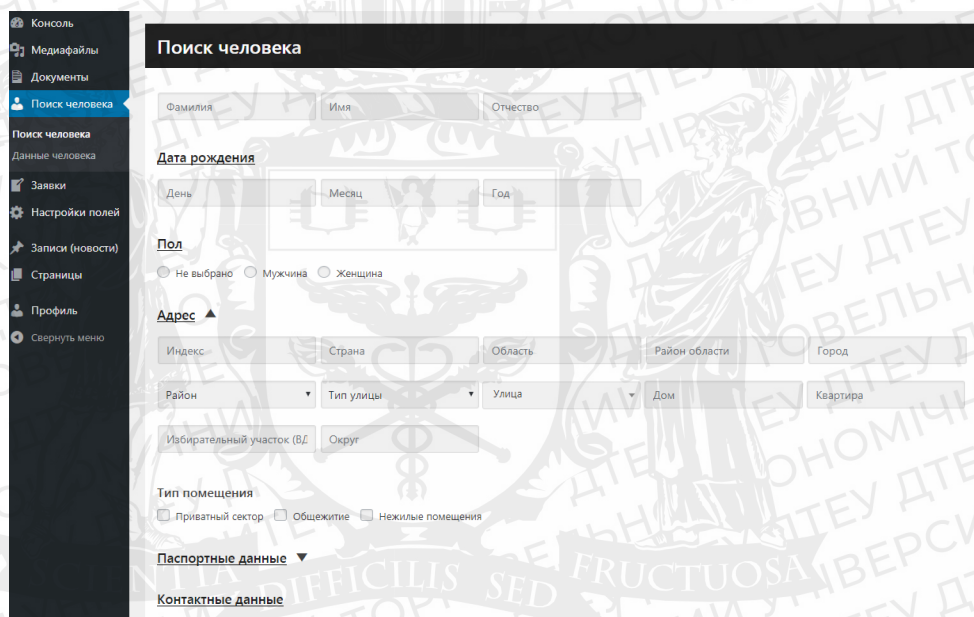 Консоль
Медиафайлы
Документы
Поиск человека
Поиск человека
Данные человека
Заявки
Настройки полей
Записи (новости)
Страницы
Профиль
Свернуть меню
Поиск человека
Фамилия Имя Отчество
Дата рождения
День Месяц Год
Пол
Не выбрано Мужчина Женщина
Адрес ▲
Индекс Страна Область Район области Город
Район Тип улицы Улица Дом Квартира
Избирательный участок (ВД Округ
Тип помещения
Приватный сектор Общежитие Нежилые помещения
Паспортные данные ▼
Контактные данные
SCIENTIA DIFFICILIS SED FRUCTUOSA